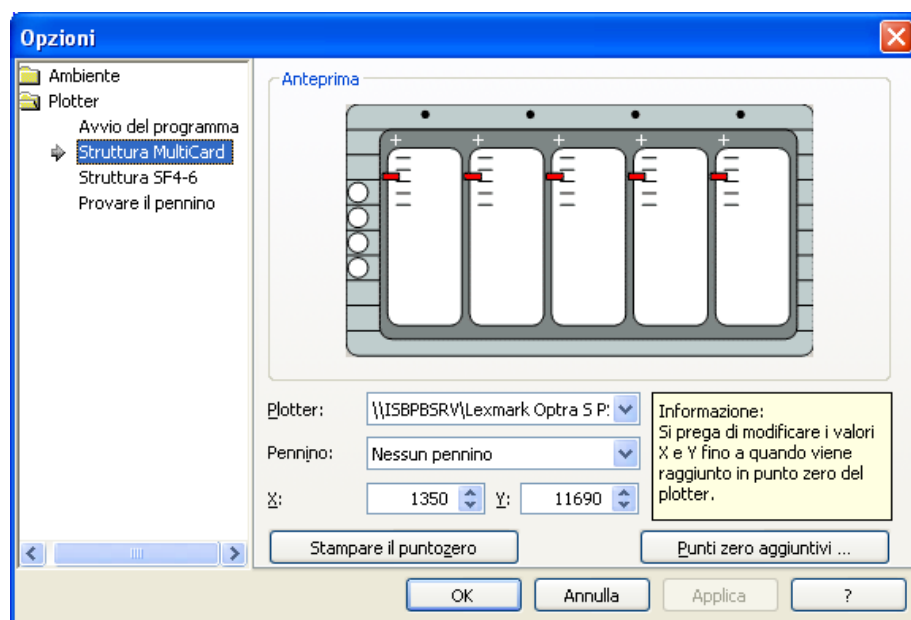 Opzioni
Ambiente
Plotter
Avvio del programma
Struttura MultiCard
Struttura SF4-6
Provare il pennino
Anteprima
Plotter:
\\ISBPBSRV\Lexmark Optra S P:
Pennino:
Nessun pennino
X:
1350
Y:
11690
Informazione:
Si prega di modificare i valori
X e Y fino a quando viene
raggiunto in punto zero del
plotter.
Stampare il puntozero
Punti zero aggiuntivi ...
OK
Annulla
Applica
?